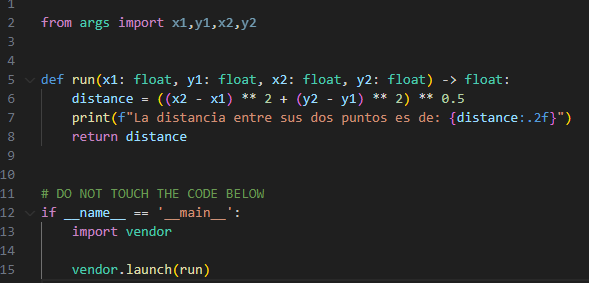 1
2 from args import x1,y1,x2,y2
3
4
5 def run(x1: float, y1: float, x2: float, y2: float) -> float:
6     distance = ((x2 - x1) ** 2 + (y2 - y1) ** 2) ** 0.5
7     print(f"La distancia entre sus dos puntos es de: {distance:.2f}")
8     return distance
9
10
11 # DO NOT TOUCH THE CODE BELOW
12 if __name__ == '__main__':
13     import vendor
14
15     vendor.launch(run)